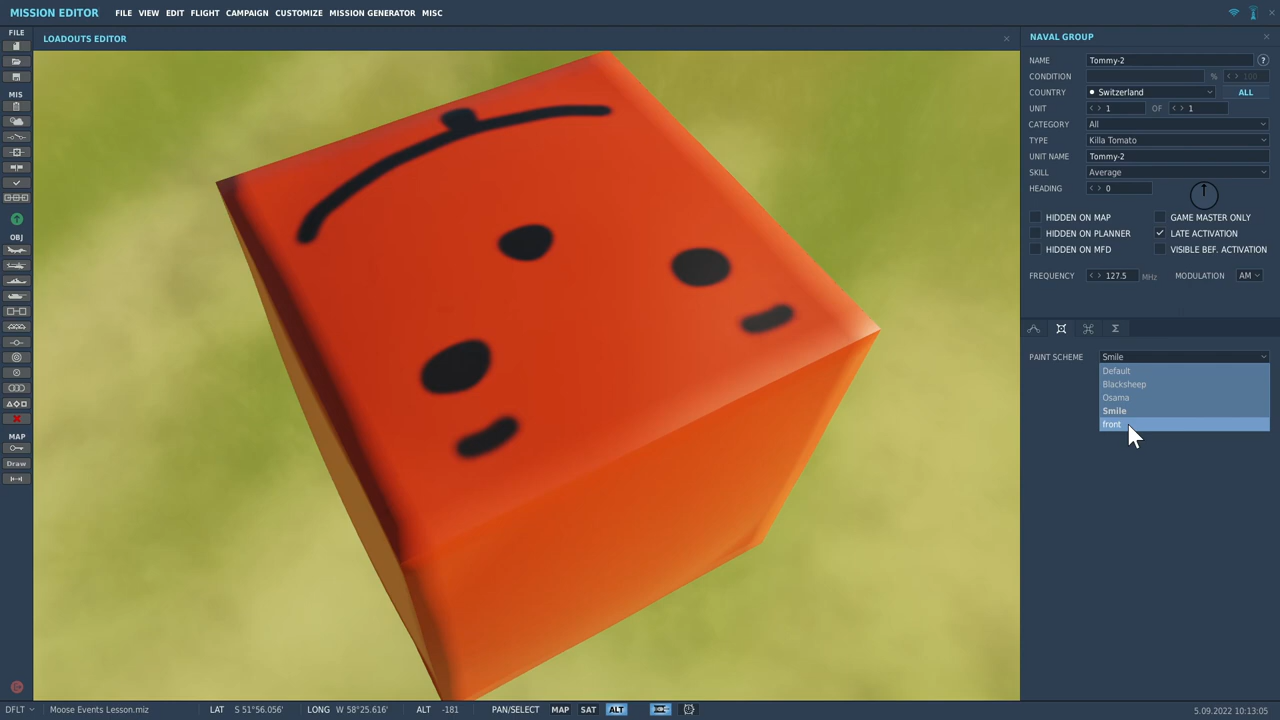 MISSION EDITOR FILE VIEW EDIT FLIGHT CAMPAIGN CUSTOMIZE MISSION GENERATOR MISC
FILE
LOADOUTS EDITOR
NAVAL GROUP
NAME Tommy-2 ?
CONDITION % 100
COUNTRY Switzerland ALL
UNIT 1 OF 1
CATEGORY All
TYPE Killa Tomato
UNIT NAME Tommy-2
SKILL Average
HEADING 0
HIDDEN ON MAP GAME MASTER ONLY
HIDDEN ON PLANNER LATE ACTIVATION
HIDDEN ON MFD VISIBLE BEF. ACTIVATION
FREQUENCY 127.5 MHz MODULATION AM
PAINT SCHEME Smile
Default
Blacksheep
Osama
Smile
front
MIS
OBJ
MAP
Draw
DFLT Moose Events Lesson.miz LAT S 51°56.056' LONG W 58°25.616' ALT -181 PAN/SELECT MAP SAT ALT 5.09.2022 10:13:05